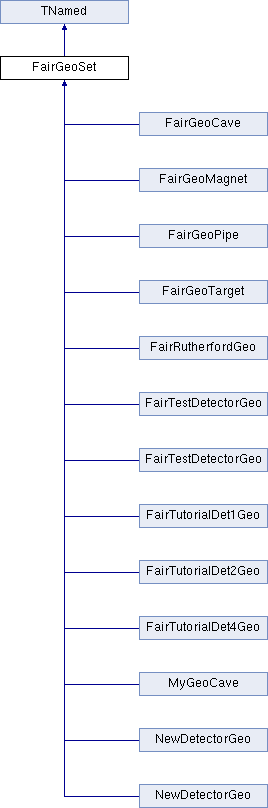 TNamed
FairGeoSet
FairGeoCave
FairGeoMagnet
FairGeoPipe
FairGeoTarget
FairRutherfordGeo
FairTestDetectorGeo
FairTestDetectorGeo
FairTutorialDet1Geo
FairTutorialDet2Geo
FairTutorialDet4Geo
MyGeoCave
NewDetectorGeo
NewDetectorGeo